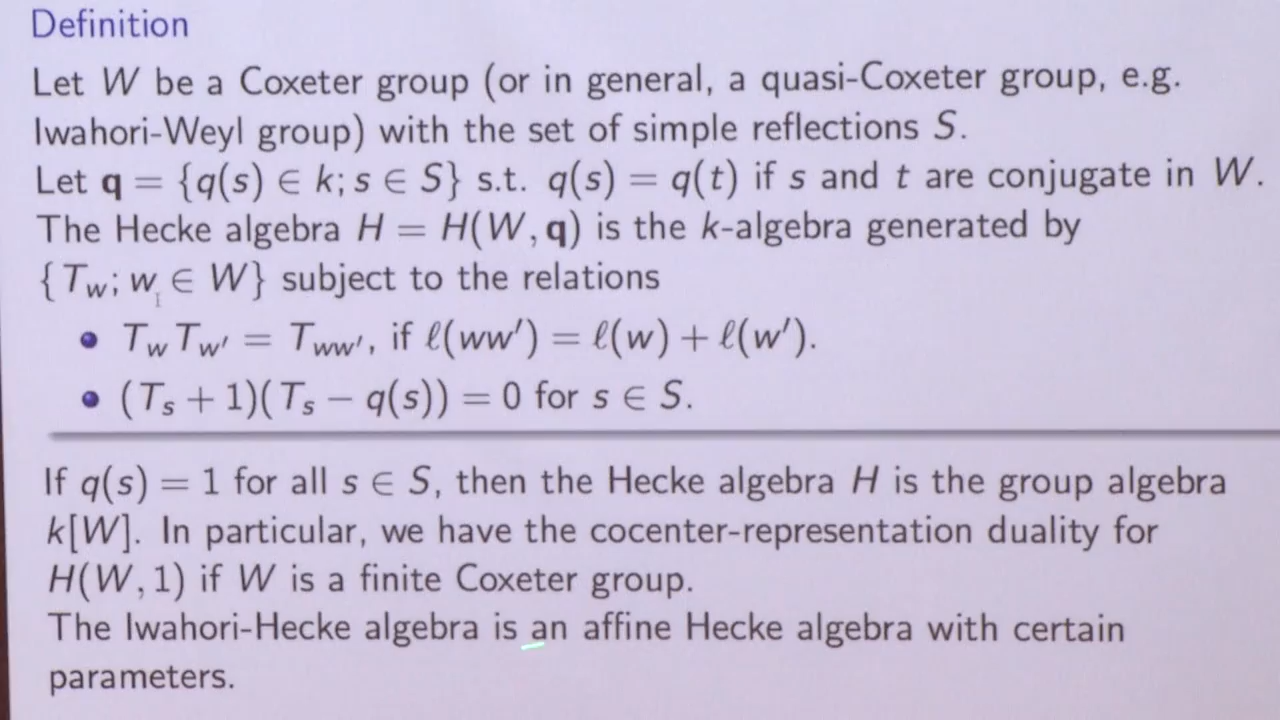 Definition
Let W be a Coxeter group (or in general, a quasi-Coxeter group, e.g.
Iwahori-Weyl group) with the set of simple reflections S.
Let 𝐪 = {q(s) ∈ k; s ∈ S} s.t. q(s) = q(t) if s and t are conjugate in W.
The Hecke algebra H = H(W, 𝐪) is the k-algebra generated by
{T_w; w ∈ W} subject to the relations
• T_w T_{w′} = T_{ww′}, if ℓ(ww′) = ℓ(w) + ℓ(w′).
• (T_s + 1)(T_s − q(s)) = 0 for s ∈ S.
If q(s) = 1 for all s ∈ S, then the Hecke algebra H is the group algebra
k[W]. In particular, we have the cocenter-representation duality for
H(W, 1) if W is a finite Coxeter group.
The Iwahori-Hecke algebra is an affine Hecke algebra with certain
parameters.